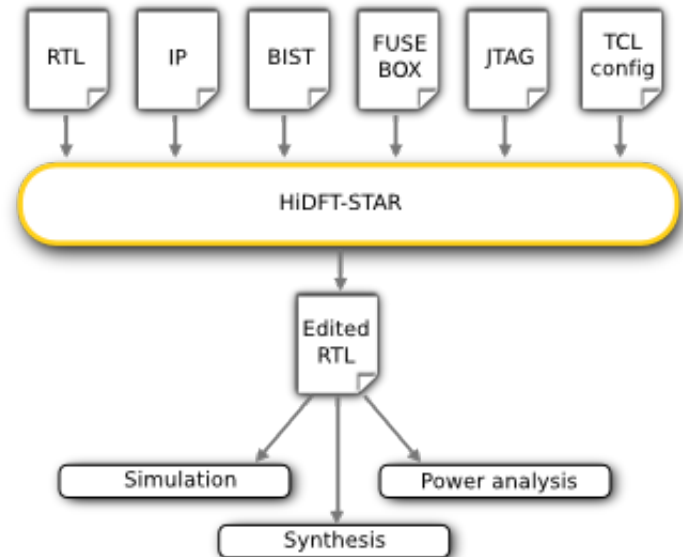 RTL
IP
BIST
FUSE
BOX
JTAG
TCL
config
HiDFT-STAR
Edited
RTL
Simulation
Power analysis
Synthesis